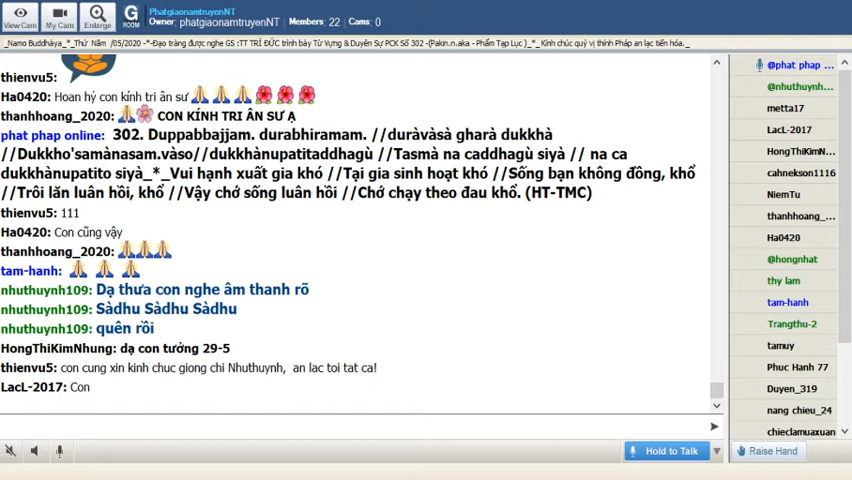 View Cam
My Cam
Enlarge
G
ROOM
PhatgiaonamtruyenNT
Owner: phatgiaonamtruyenNT | Members: 22 | Cams: 0
_Namo Buddhàya_*_Thứ Năm /05/2020 -*-Đạo tràng được nghe GS :TT TRÍ ĐỨC trình bày Từ Vựng &Duyên Sự PCK Số 302 -(Pakin.n.aka - Phẩm Tạp Lục )_*_ Kính chúc quý vị thính Pháp an lạc tiến hóa._
thienvu5:
Ha0420: Hoan hỷ con kính tri ân sư
thanhhoang_2020: CON KÍNH TRI ÂN SƯ Ạ
phat phap online: 302. Duppabbajjam. durabhiramam. //duràvàsà gharà dukkhà
//Dukkho'samànasam.vàso//dukkhànupatitaddhagù //Tasmà na caddhagù siyà // na ca
dukkhànupatito siyà_*_Vui hạnh xuất gia khó //Tại gia sinh hoạt khó //Sống bạn không đồng, khổ
//Trôi lăn luân hồi, khổ //Vậy chớ sống luân hồi //Chớ chạy theo đau khổ. (HT-TMC)
thienvu5: 111
Ha0420: Con cũng vậy
thanhhoang_2020:
tam-hanh:
nhuthuynh109: Dạ thưa con nghe âm thanh rõ
nhuthuynh109: Sàdhu Sàdhu Sàdhu
nhuthuynh109: quên rồi
HongThiKimNhung: dạ con tưởng 29-5
thienvu5: con cung xin kinh chuc giong chi Nhuthuynh, an lac toi tat ca!
LacL-2017: Con
@phat phap ...
@nhuthuynh...
metta17
LacL-2017
HongThiKimN...
cahnekson1116
NiemTu
thanhhoang_...
Ha0420
@hongnhat
thy lam
tam-hanh
Trangthu-2
tamuy
Phuc Hanh 77
Duyen_319
nang chieu_24
chieclamuaxuan
Hold to Talk
Raise Hand